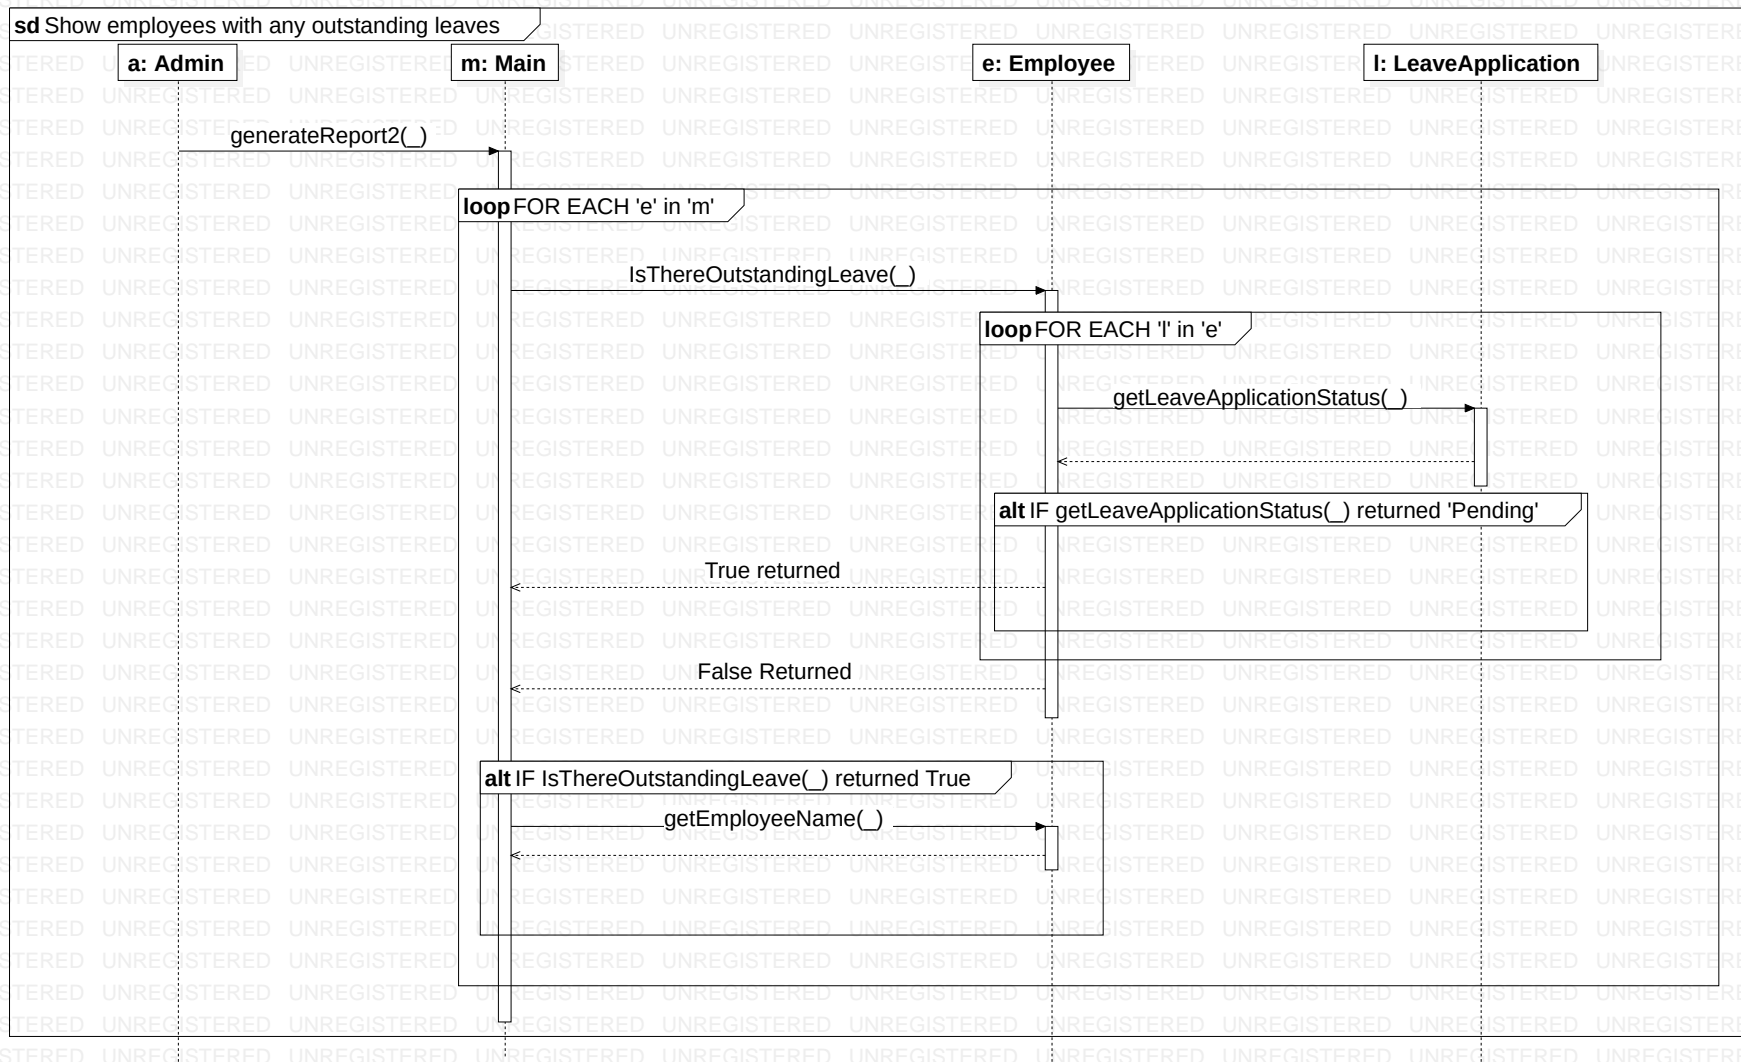 sd Show employees with any outstanding leaves
a: Admin
m: Main
e: Employee
l: LeaveApplication
generateReport2(_)
loop FOR EACH 'e' in 'm'
IsThereOutstandingLeave(_)
loop FOR EACH 'l' in 'e'
getLeaveApplicationStatus(_)
alt IF getLeaveApplicationStatus(_) returned 'Pending'
True returned
False Returned
alt IF IsThereOutstandingLeave(_) returned True
getEmployeeName(_)
UNREGISTERED